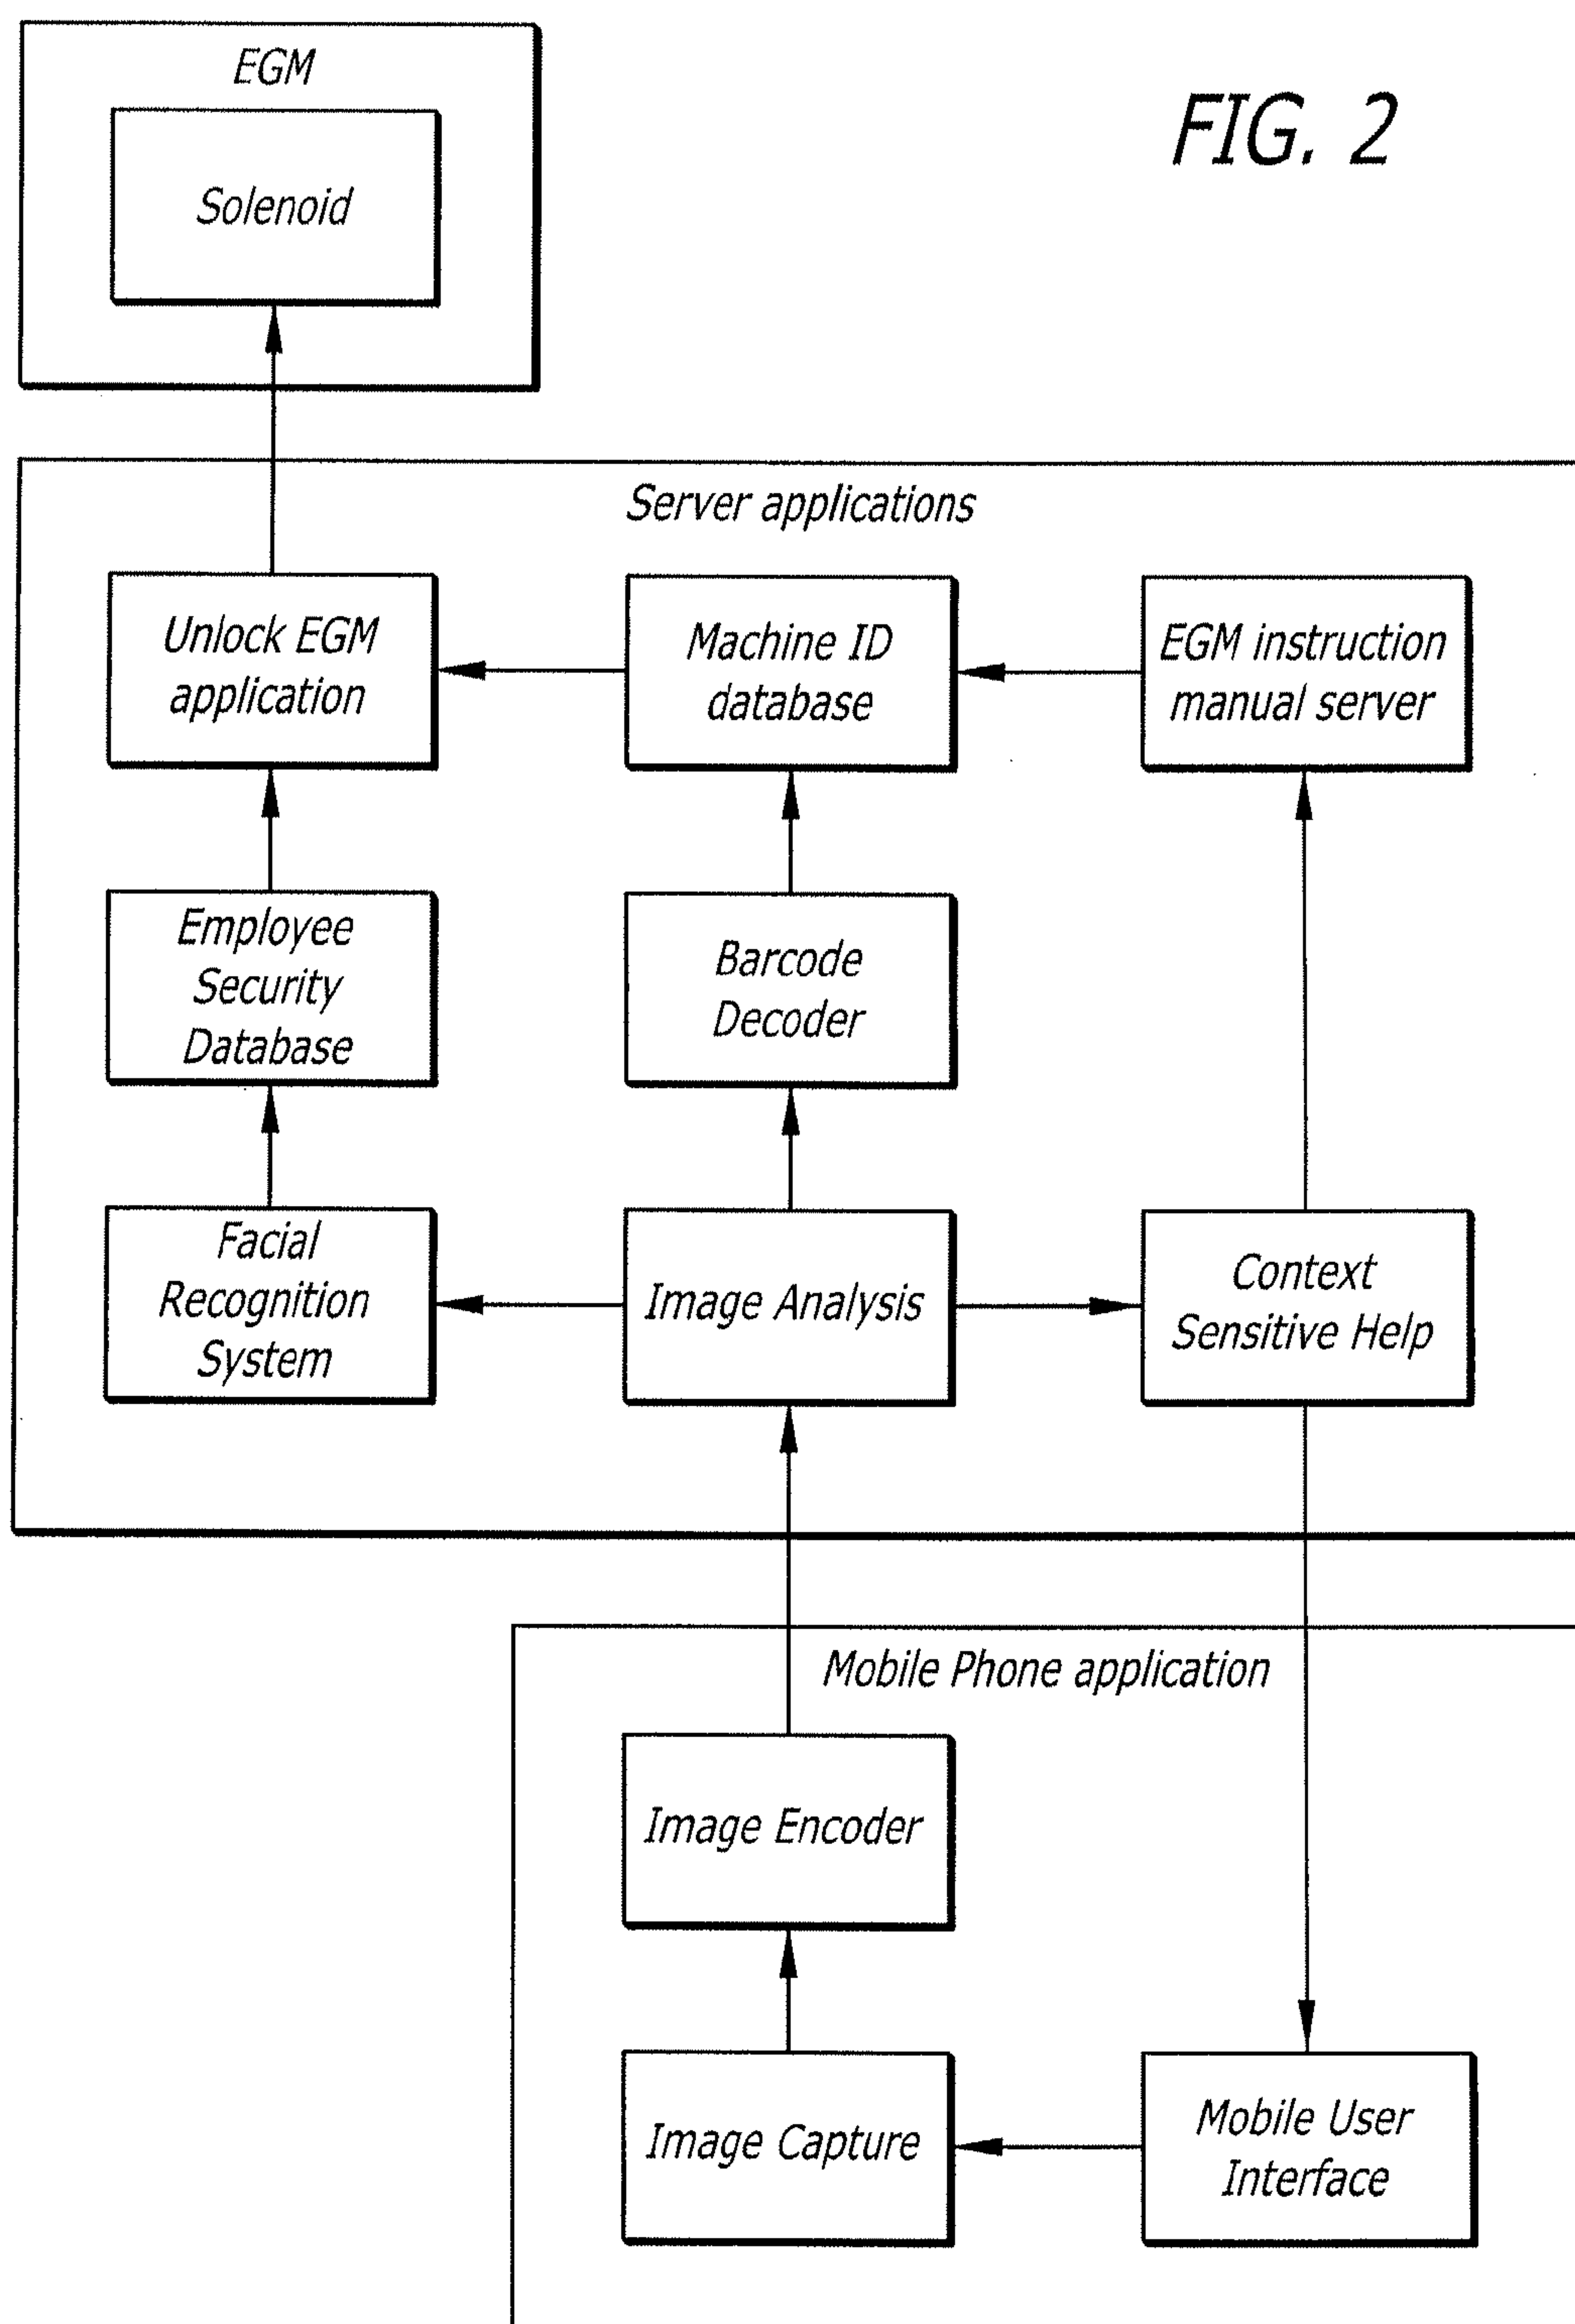 EGM
Solenoid
FIG. 2
Server applications
Unlock EGM
application
Machine ID
database
EGM instruction
manual server
Employee
Security
Database
Barcode
Decoder
Facial
Recognition
System
Image Analysis
Context
Sensitive Help
Mobile Phone application
Image Encoder
Image Capture
Mobile User
Interface